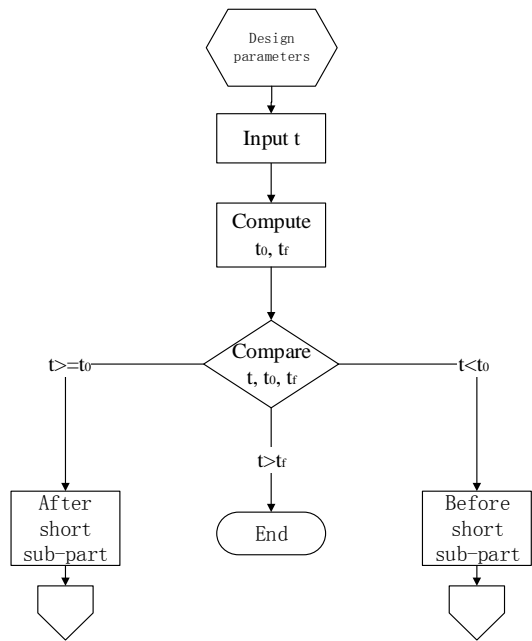 Design
parameters
Input t
Compute
t₀, t_f
Compare
t, t₀, t_f
t>=t₀
t<t₀
t>t_f
After
short
sub-part
End
Before
short
sub-part